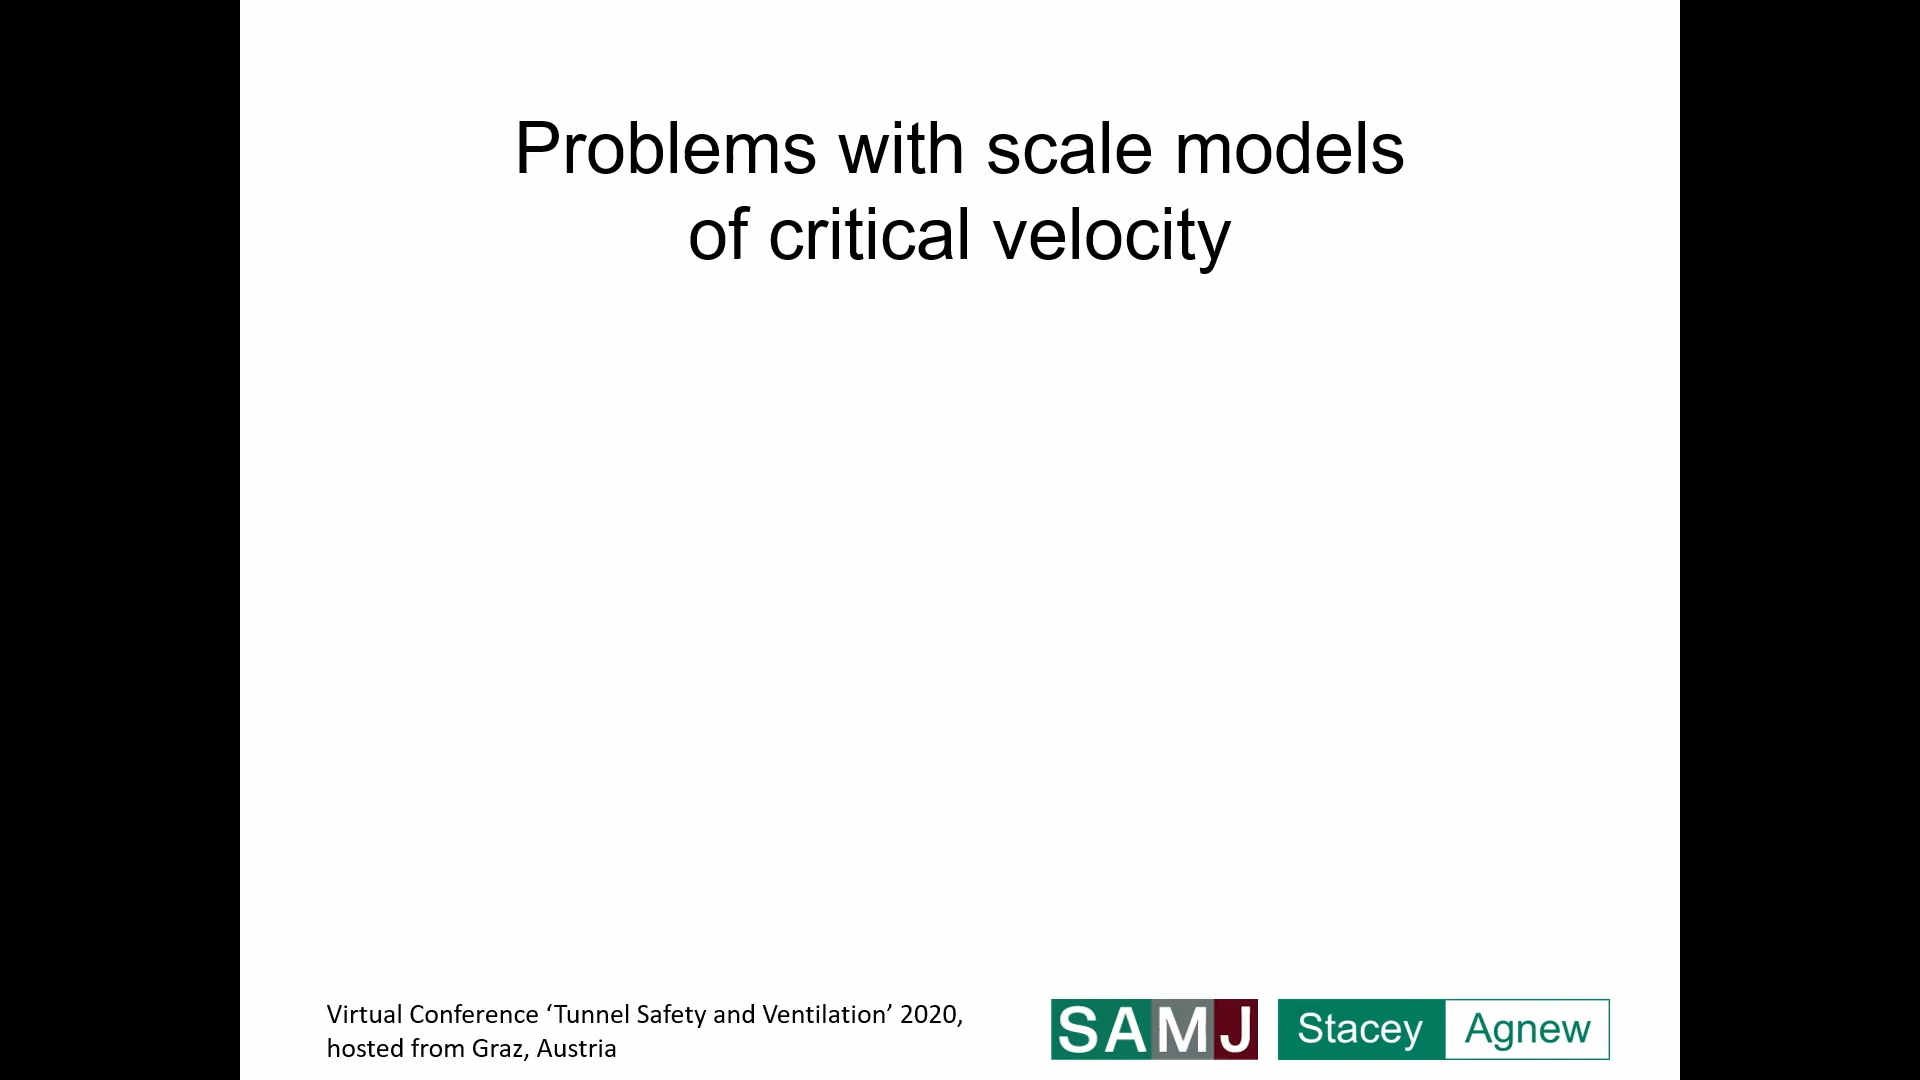 Problems with scale models
of critical velocity
Virtual Conference ‘Tunnel Safety and Ventilation’ 2020,
hosted from Graz, Austria
SAMJ
Stacey Agnew